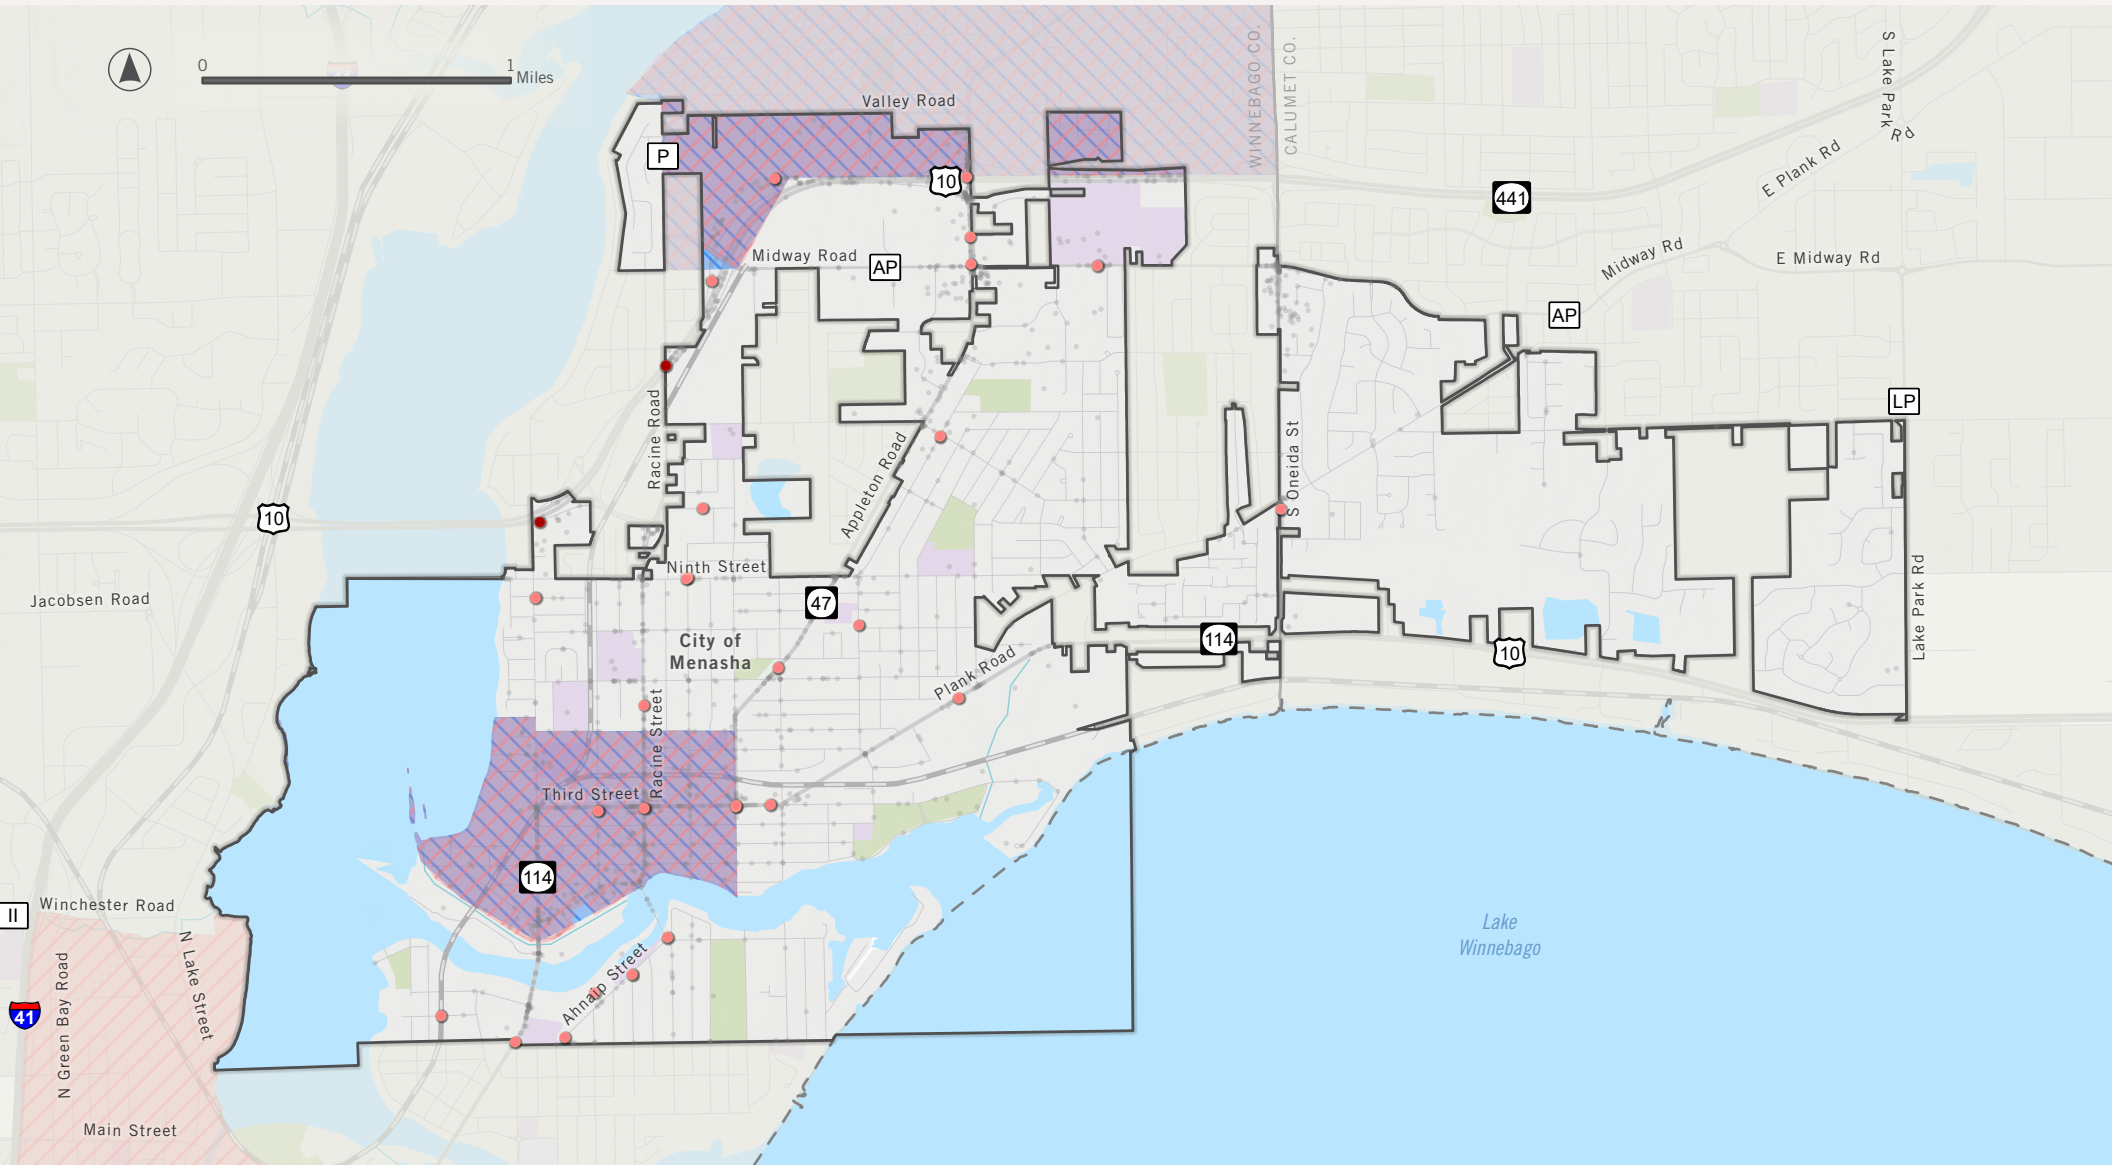 0
1
Miles
Valley Road
WINNEBAGO CO.
CALUMET CO.
S Lake Park
Rd
P
10
441
E Plank Rd
Midway Road
AP
Midway Rd
E Midway Rd
AP
LP
Racine Road
Appleton Road
S Oneida St
10
Ninth Street
Jacobsen Road
47
City of
Menasha
114
10
Lake Park Rd
Plank Road
Racine Street
Third Street
114
II
Winchester Road
N Lake Street
N Green Bay Road
Ahnaip Street
Lake
Winnebago
41
Main Street